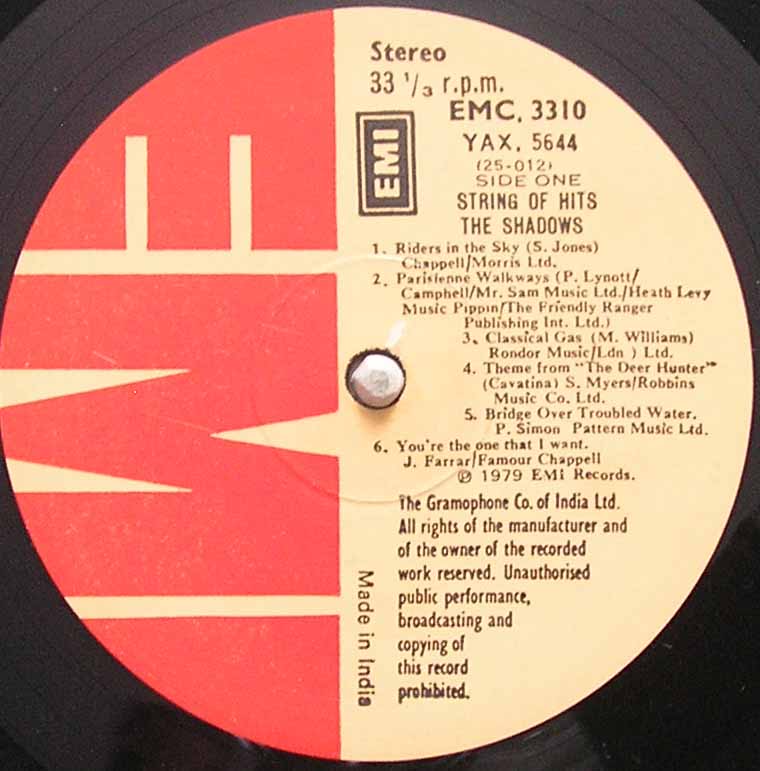 Stereo
33 1/3 r.p.m.
EMC. 3310
EMI
YAX. 5644
(25-012)
SIDE ONE
STRING OF HITS
THE SHADOWS
1. Riders in the Sky (S. Jones)
Chappell/Morris Ltd.
2. Parisienne Walkways (P. Lynott/
Camphell/Mr. Sam Music Ltd./Heath Levy
Music Pippin/The Friendly Ranger
Publishing Int. Ltd.)
3. Classical Gas (M. Williams)
Rondor Music/Ldn ) Ltd.
4. Theme from "The Deer Hunter"
(Cavatina) S. Myers/Robbins
Music Co. Ltd.
5. Bridge Over Troubled Water.
P. Simon Pattern Music Ltd.
6. You're the one that I want.
J. Farrar/Famour Chappell
℗ 1979 EMI Records.
The Gramophone Co. of India Ltd.
All rights of the manufacturer and
of the owner of the recorded
work reserved. Unauthorised
public performance,
broadcasting and
copying of
this record
prohibited.
Made in India
EMI